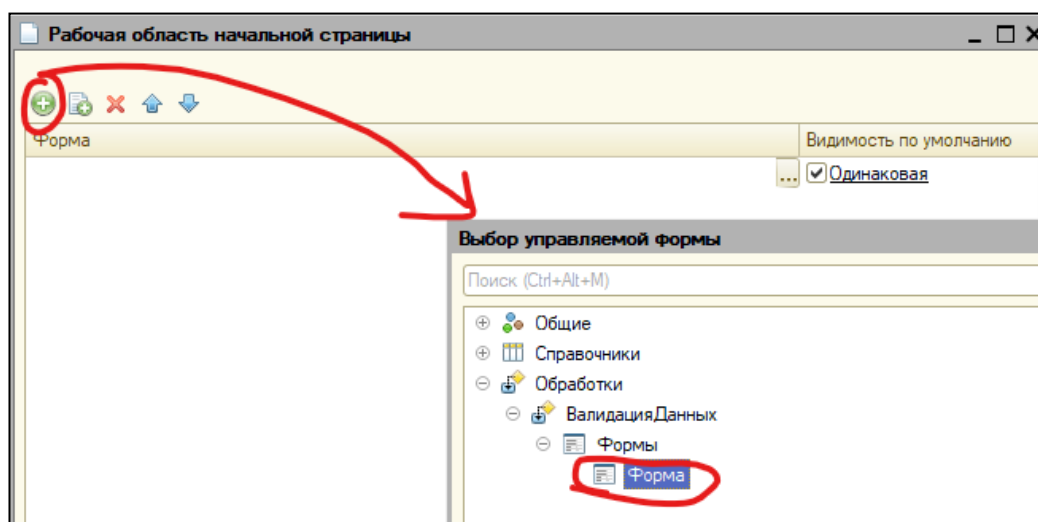 Рабочая область начальной страницы
Форма Видимость по умолчанию
... Одинаковая
Выбор управляемой формы
Поиск (Ctrl+Alt+M)
Общие
Справочники
Обработки
ВалидацияДанных
Формы
Форма